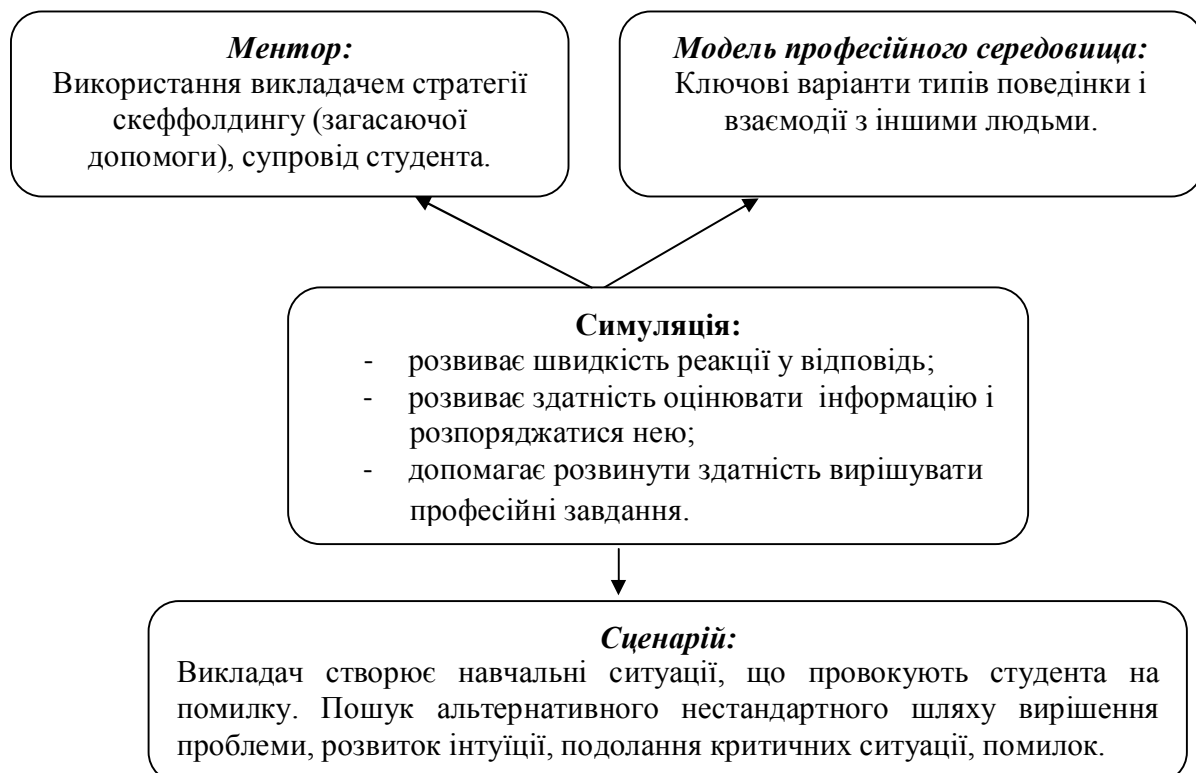 Ментор:
Використання викладачем стратегії
скеффолдингу (загасаючої
допомоги), супровід студента.
Модель професійного середовища:
Ключові варіанти типів поведінки і
взаємодії з іншими людьми.
Симуляція:
- розвиває швидкість реакції у відповідь;
- розвиває здатність оцінювати інформацію і
розпоряджатися нею;
- допомагає розвинути здатність вирішувати
професійні завдання.
Сценарій:
Викладач створює навчальні ситуації, що провокують студента на
помилку. Пошук альтернативного нестандартного шляху вирішення
проблеми, розвиток інтуїції, подолання критичних ситуації, помилок.